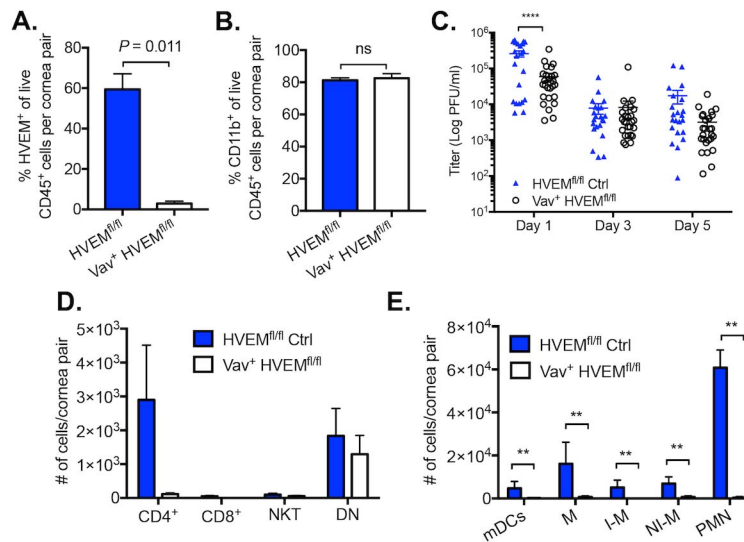 A.
P = 0.011
% HVEM⁺ of live
CD45⁺ cells per cornea pair
80
60
40
20
0
HVEMfl/fl
Vav⁺ HVEMfl/fl
B.
ns
% CD11b⁺ of live
CD45⁺ cells per cornea pair
100
80
60
40
20
0
HVEMfl/fl
Vav⁺ HVEMfl/fl
C.
****
Titer (Log PFU/ml)
10⁶
10⁵
10⁴
10³
10²
10¹
HVEMfl/fl Ctrl
Vav⁺ HVEMfl/fl
Day 1
Day 3
Day 5
D.
# of cells/cornea pair
5×10³
4×10³
3×10³
2×10³
1×10³
0
HVEMfl/fl Ctrl
Vav⁺ HVEMfl/fl
CD4⁺
CD8⁺
NKT
DN
E.
# of cells/cornea pair
8×10⁴
6×10⁴
4×10⁴
2×10⁴
0
HVEMfl/fl Ctrl
Vav⁺ HVEMfl/fl
**
**
**
**
**
mDCs
M
I-M
NI-M
PMN